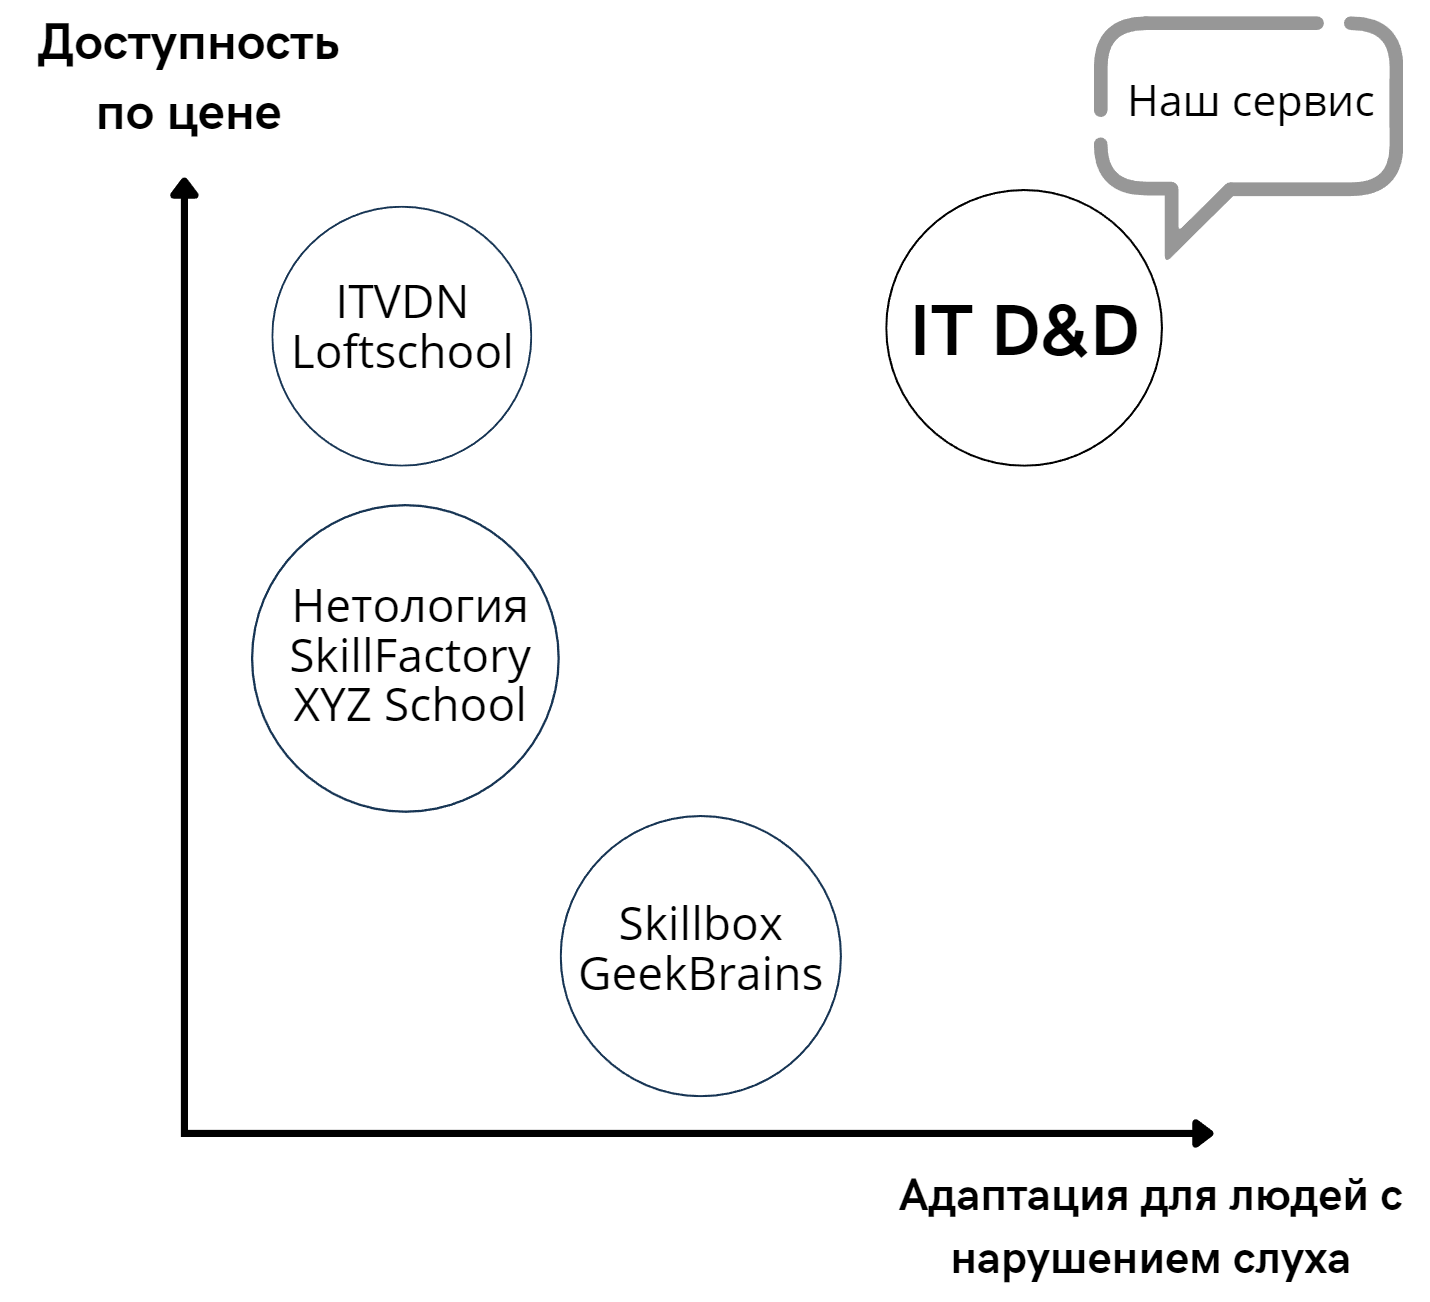 Доступность
по цене
Наш сервис
ITVDN
Loftschool
IT D&D
Нетология
SkillFactory
XYZ School
Skillbox
GeekBrains
Адаптация для людей с
нарушением слуха